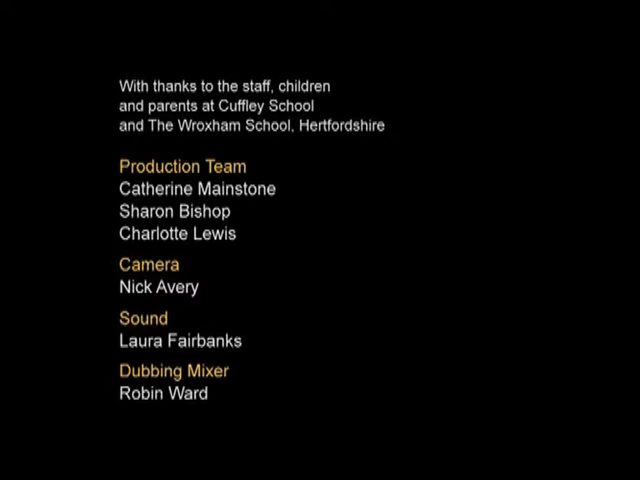 With thanks to the staff, children
and parents at Cuffley School
and The Wroxham School, Hertfordshire
Production Team
Catherine Mainstone
Sharon Bishop
Charlotte Lewis
Camera
Nick Avery
Sound
Laura Fairbanks
Dubbing Mixer
Robin Ward